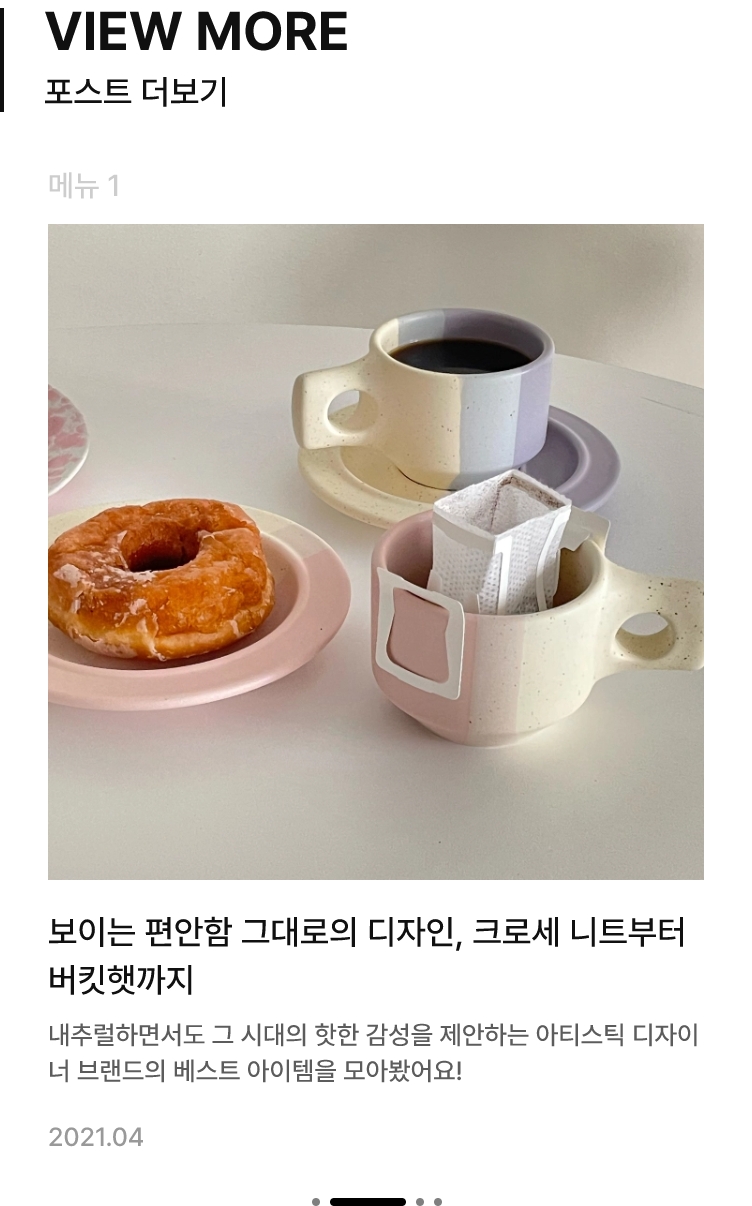 VIEW MORE
포스트 더보기
메뉴 1
보이는 편안함 그대로의 디자인, 크로셰 니트부터
버킷햇까지
내추럴하면서도 그 시대의 핫한 감성을 제안하는 아티스틱 디자이
너 브랜드의 베스트 아이템을 모아봤어요!
2021.04